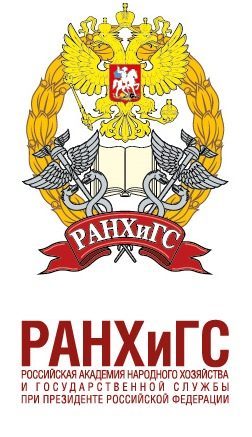 РАНХиГС
РАНХиГС
РОССИЙСКАЯ АКАДЕМИЯ НАРОДНОГО ХОЗЯЙСТВА
И ГОСУДАРСТВЕННОЙ СЛУЖБЫ
ПРИ ПРЕЗИДЕНТЕ РОССИЙСКОЙ ФЕДЕРАЦИИ